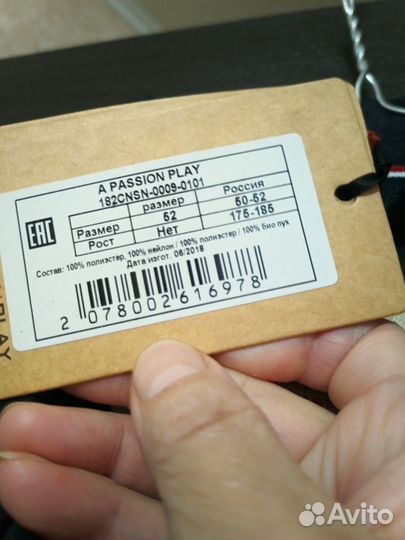 A PASSION PLAY
182CNSN-0009-0101
размер Россия
Размер 52 50-52
Рост Нет 175-185
EAC
Состав: 100% полиэстер, 100% нейлон / 100% полиэстер / 100% био пух
Дата изгот. 06/2018
2 078002 616978
PLAY
Avito